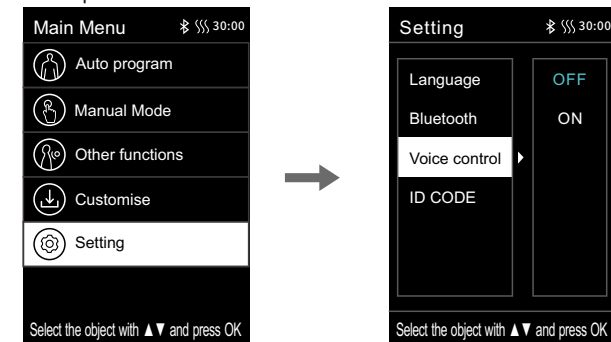 Main Menu 30:00
Auto program
Manual Mode
Other functions
Customise
Setting
Select the object with ▲▼ and press OK
Setting 30:00
Language
Bluetooth
Voice control
ID CODE
OFF
ON
Select the object with ▲▼ and press OK